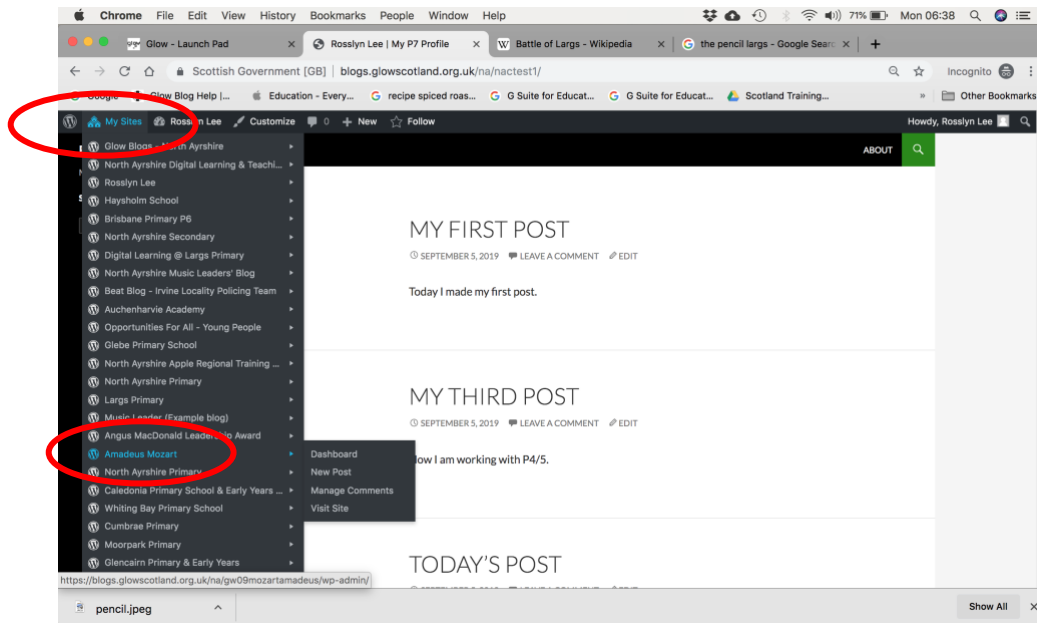 Chrome File Edit View History Bookmarks People Window Help 71% Mon 06:38
Glow - Launch Pad × Rosslyn Lee | My P7 Profile × W Battle of Largs - Wikipedia × G the pencil largs - Google Searc × +
Scottish Government [GB] | blogs.glowscotland.org.uk/na/nactest1/ Incognito
Google Glow Blog Help |... Education - Every... G recipe spiced roas... G G Suite for Educat... G G Suite for Educat... Scotland Training... » Other Bookmarks
My Sites Rosslyn Lee Customize + New Follow Howdy, Rosslyn Lee
Glow Blogs - North Ayrshire
North Ayrshire Digital Learning & Teachi...
Rosslyn Lee
Haysholm School
Brisbane Primary P6
North Ayrshire Secondary
Digital Learning @ Largs Primary
North Ayrshire Music Leaders' Blog
Beat Blog - Irvine Locality Policing Team
Auchenharvie Academy
Opportunities For All - Young People
Glebe Primary School
North Ayrshire Apple Regional Training ...
North Ayrshire Primary
Largs Primary
Music Leader (Example blog)
Angus MacDonald Leadership Award
Amadeus Mozart
North Ayrshire Primary
Caledonia Primary School & Early Years ...
Whiting Bay Primary School
Cumbrae Primary
Moorpark Primary
Glencairn Primary & Early Years
Dashboard
New Post
Manage Comments
Visit Site
ABOUT
MY FIRST POST
SEPTEMBER 5, 2019 LEAVE A COMMENT EDIT
Today I made my first post.
MY THIRD POST
SEPTEMBER 5, 2019 LEAVE A COMMENT EDIT
I am working with P4/5.
TODAY'S POST
https://blogs.glowscotland.org.uk/na/gw09mozartamadeus/wp-admin/
pencil.jpeg Show All ×